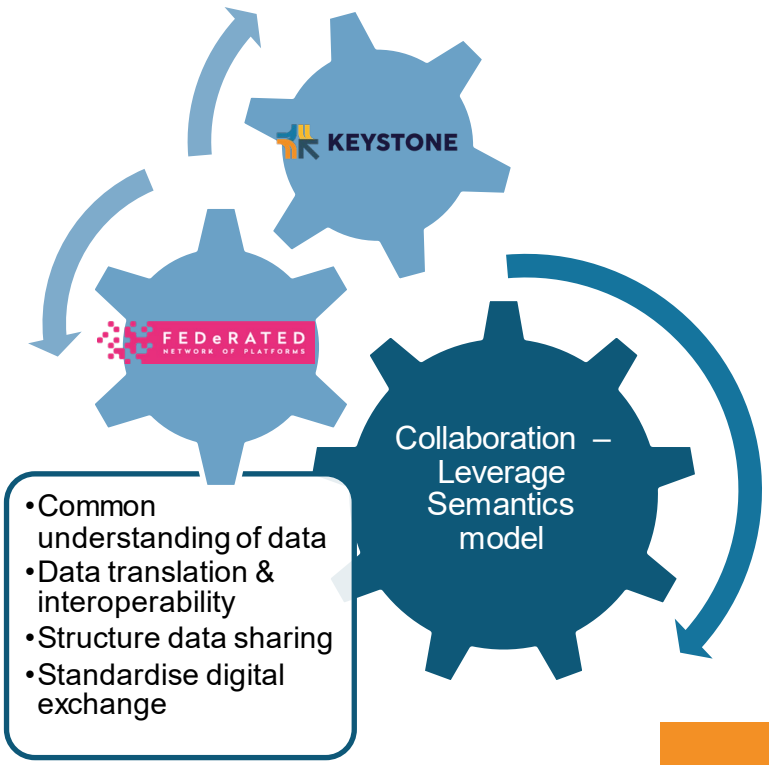 KEYSTONE
FEDeRATED
NETWORK OF PLATFORMS
Collaboration –
Leverage
Semantics
model
•Common
understanding of data
•Data translation &
interoperability
•Structure data sharing
•Standardise digital
exchange